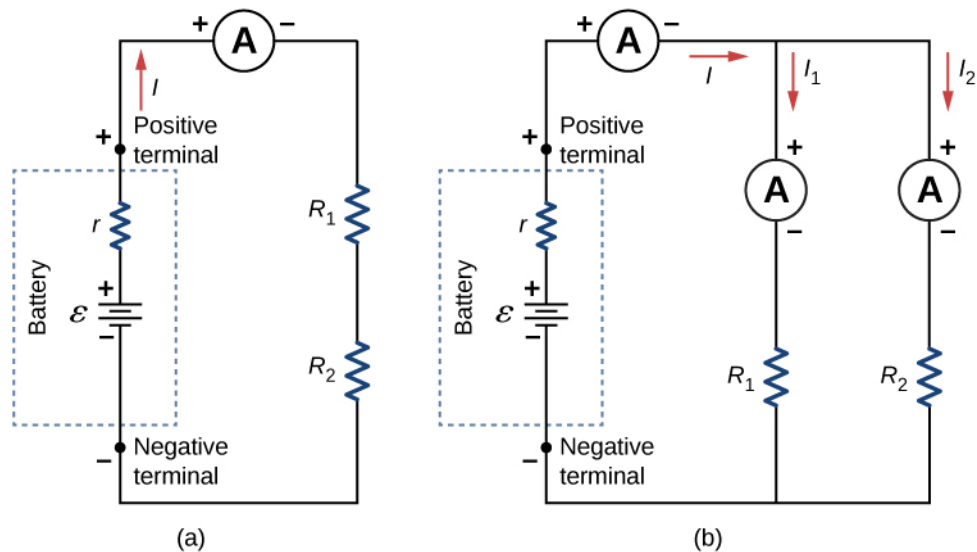 + A −
I
+ Positive
terminal
r
R₁
Battery
+
ε
−
R₂
− Negative
terminal
(a)
+ A −
I
I₁
I₂
+ Positive
terminal
+
+
A
A
−
−
r
Battery
+
ε
−
R₁
R₂
− Negative
terminal
(b)